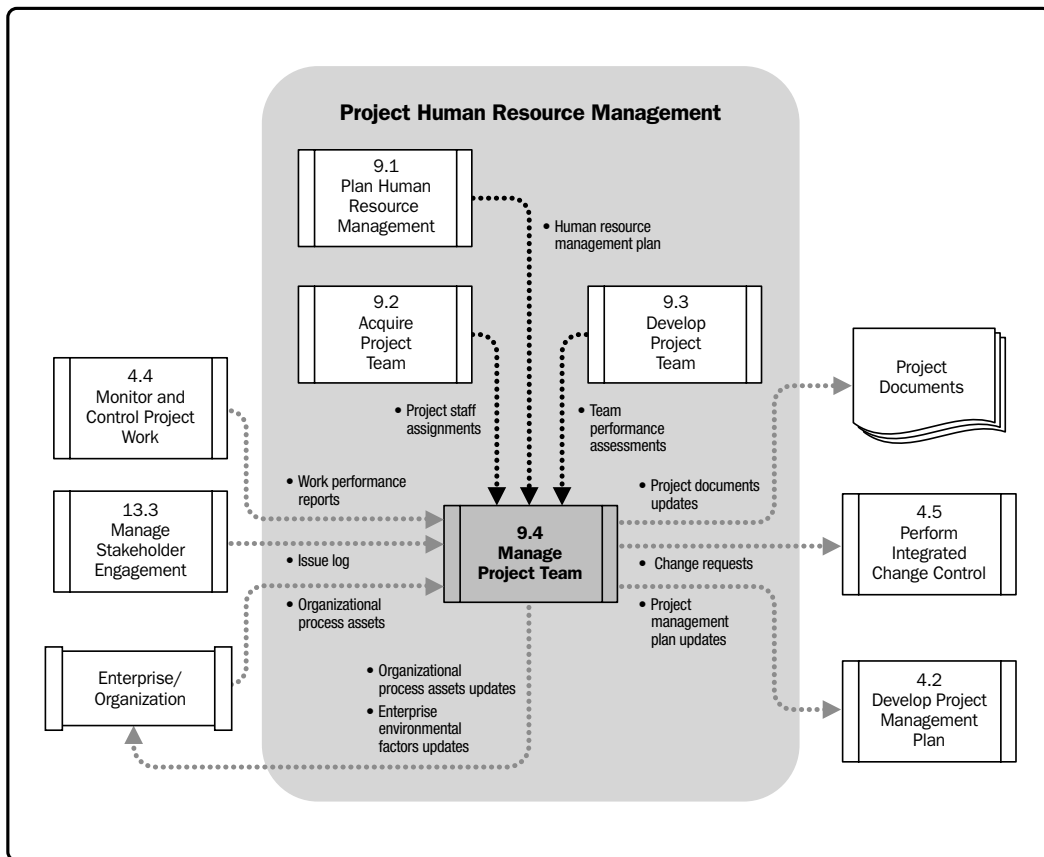 Project Human Resource Management
9.1
Plan Human
Resource
Management
• Human resource
management plan
9.2
Acquire
Project
Team
9.3
Develop
Project
Team
• Project staff
assignments
• Team
performance
assessments
4.4
Monitor and
Control Project
Work
Project
Documents
• Work performance
reports
• Project documents
updates
13.3
Manage
Stakeholder
Engagement
• Issue log
9.4
Manage
Project Team
• Change requests
4.5
Perform
Integrated
Change Control
• Organizational
process assets
• Project
management
plan updates
Enterprise/
Organization
• Organizational
process assets updates
• Enterprise
environmental
factors updates
4.2
Develop Project
Management
Plan